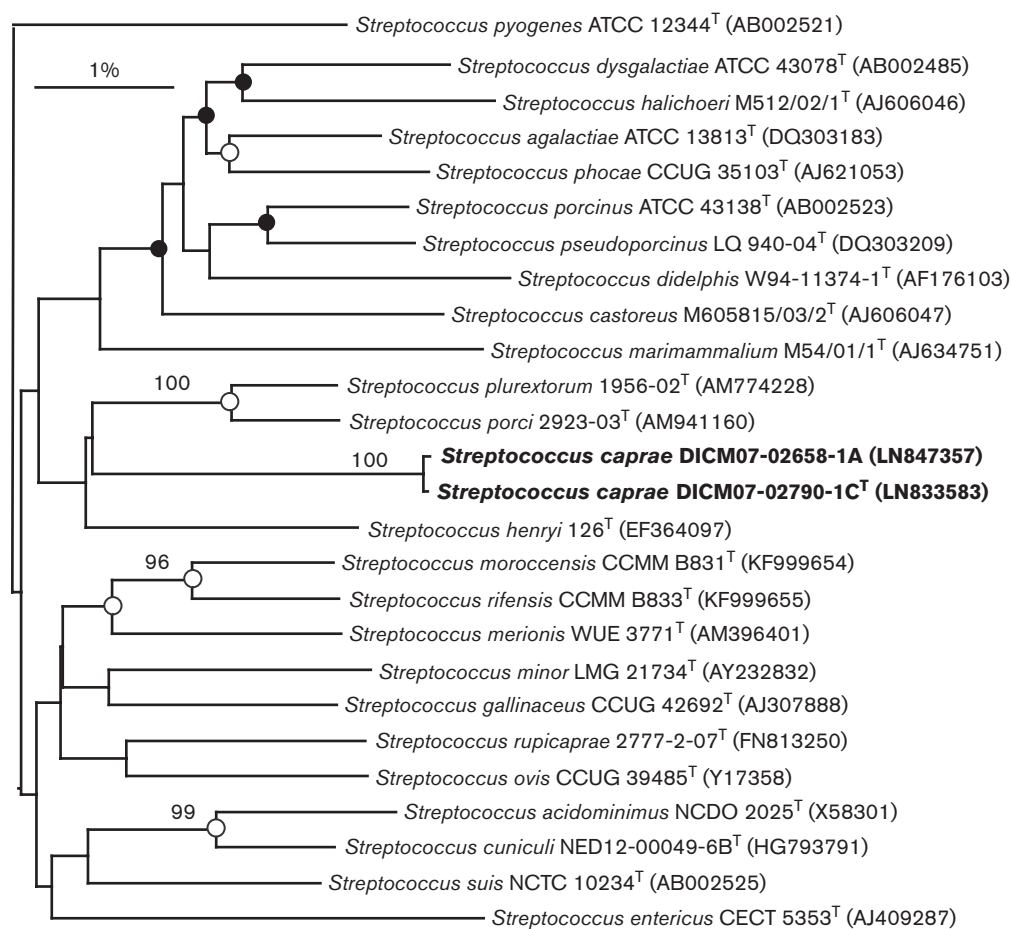 Streptococcus pyogenes ATCC 12344ᵀ (AB002521)
1%
Streptococcus dysgalactiae ATCC 43078ᵀ (AB002485)
Streptococcus halichoeri M512/02/1ᵀ (AJ606046)
Streptococcus agalactiae ATCC 13813ᵀ (DQ303183)
Streptococcus phocae CCUG 35103ᵀ (AJ621053)
Streptococcus porcinus ATCC 43138ᵀ (AB002523)
Streptococcus pseudoporcinus LQ 940-04ᵀ (DQ303209)
Streptococcus didelphis W94-11374-1ᵀ (AF176103)
Streptococcus castoreus M605815/03/2ᵀ (AJ606047)
Streptococcus marimammalium M54/01/1ᵀ (AJ634751)
100
Streptococcus plurextorum 1956-02ᵀ (AM774228)
Streptococcus porci 2923-03ᵀ (AM941160)
100
Streptococcus caprae DICM07-02658-1A (LN847357)
Streptococcus caprae DICM07-02790-1Cᵀ (LN833583)
Streptococcus henryi 126ᵀ (EF364097)
96
Streptococcus moroccensis CCMM B831ᵀ (KF999654)
Streptococcus rifensis CCMM B833ᵀ (KF999655)
Streptococcus merionis WUE 3771ᵀ (AM396401)
Streptococcus minor LMG 21734ᵀ (AY232832)
Streptococcus gallinaceus CCUG 42692ᵀ (AJ307888)
Streptococcus rupicaprae 2777-2-07ᵀ (FN813250)
Streptococcus ovis CCUG 39485ᵀ (Y17358)
99
Streptococcus acidominimus NCDO 2025ᵀ (X58301)
Streptococcus cuniculi NED12-00049-6Bᵀ (HG793791)
Streptococcus suis NCTC 10234ᵀ (AB002525)
Streptococcus entericus CECT 5353ᵀ (AJ409287)